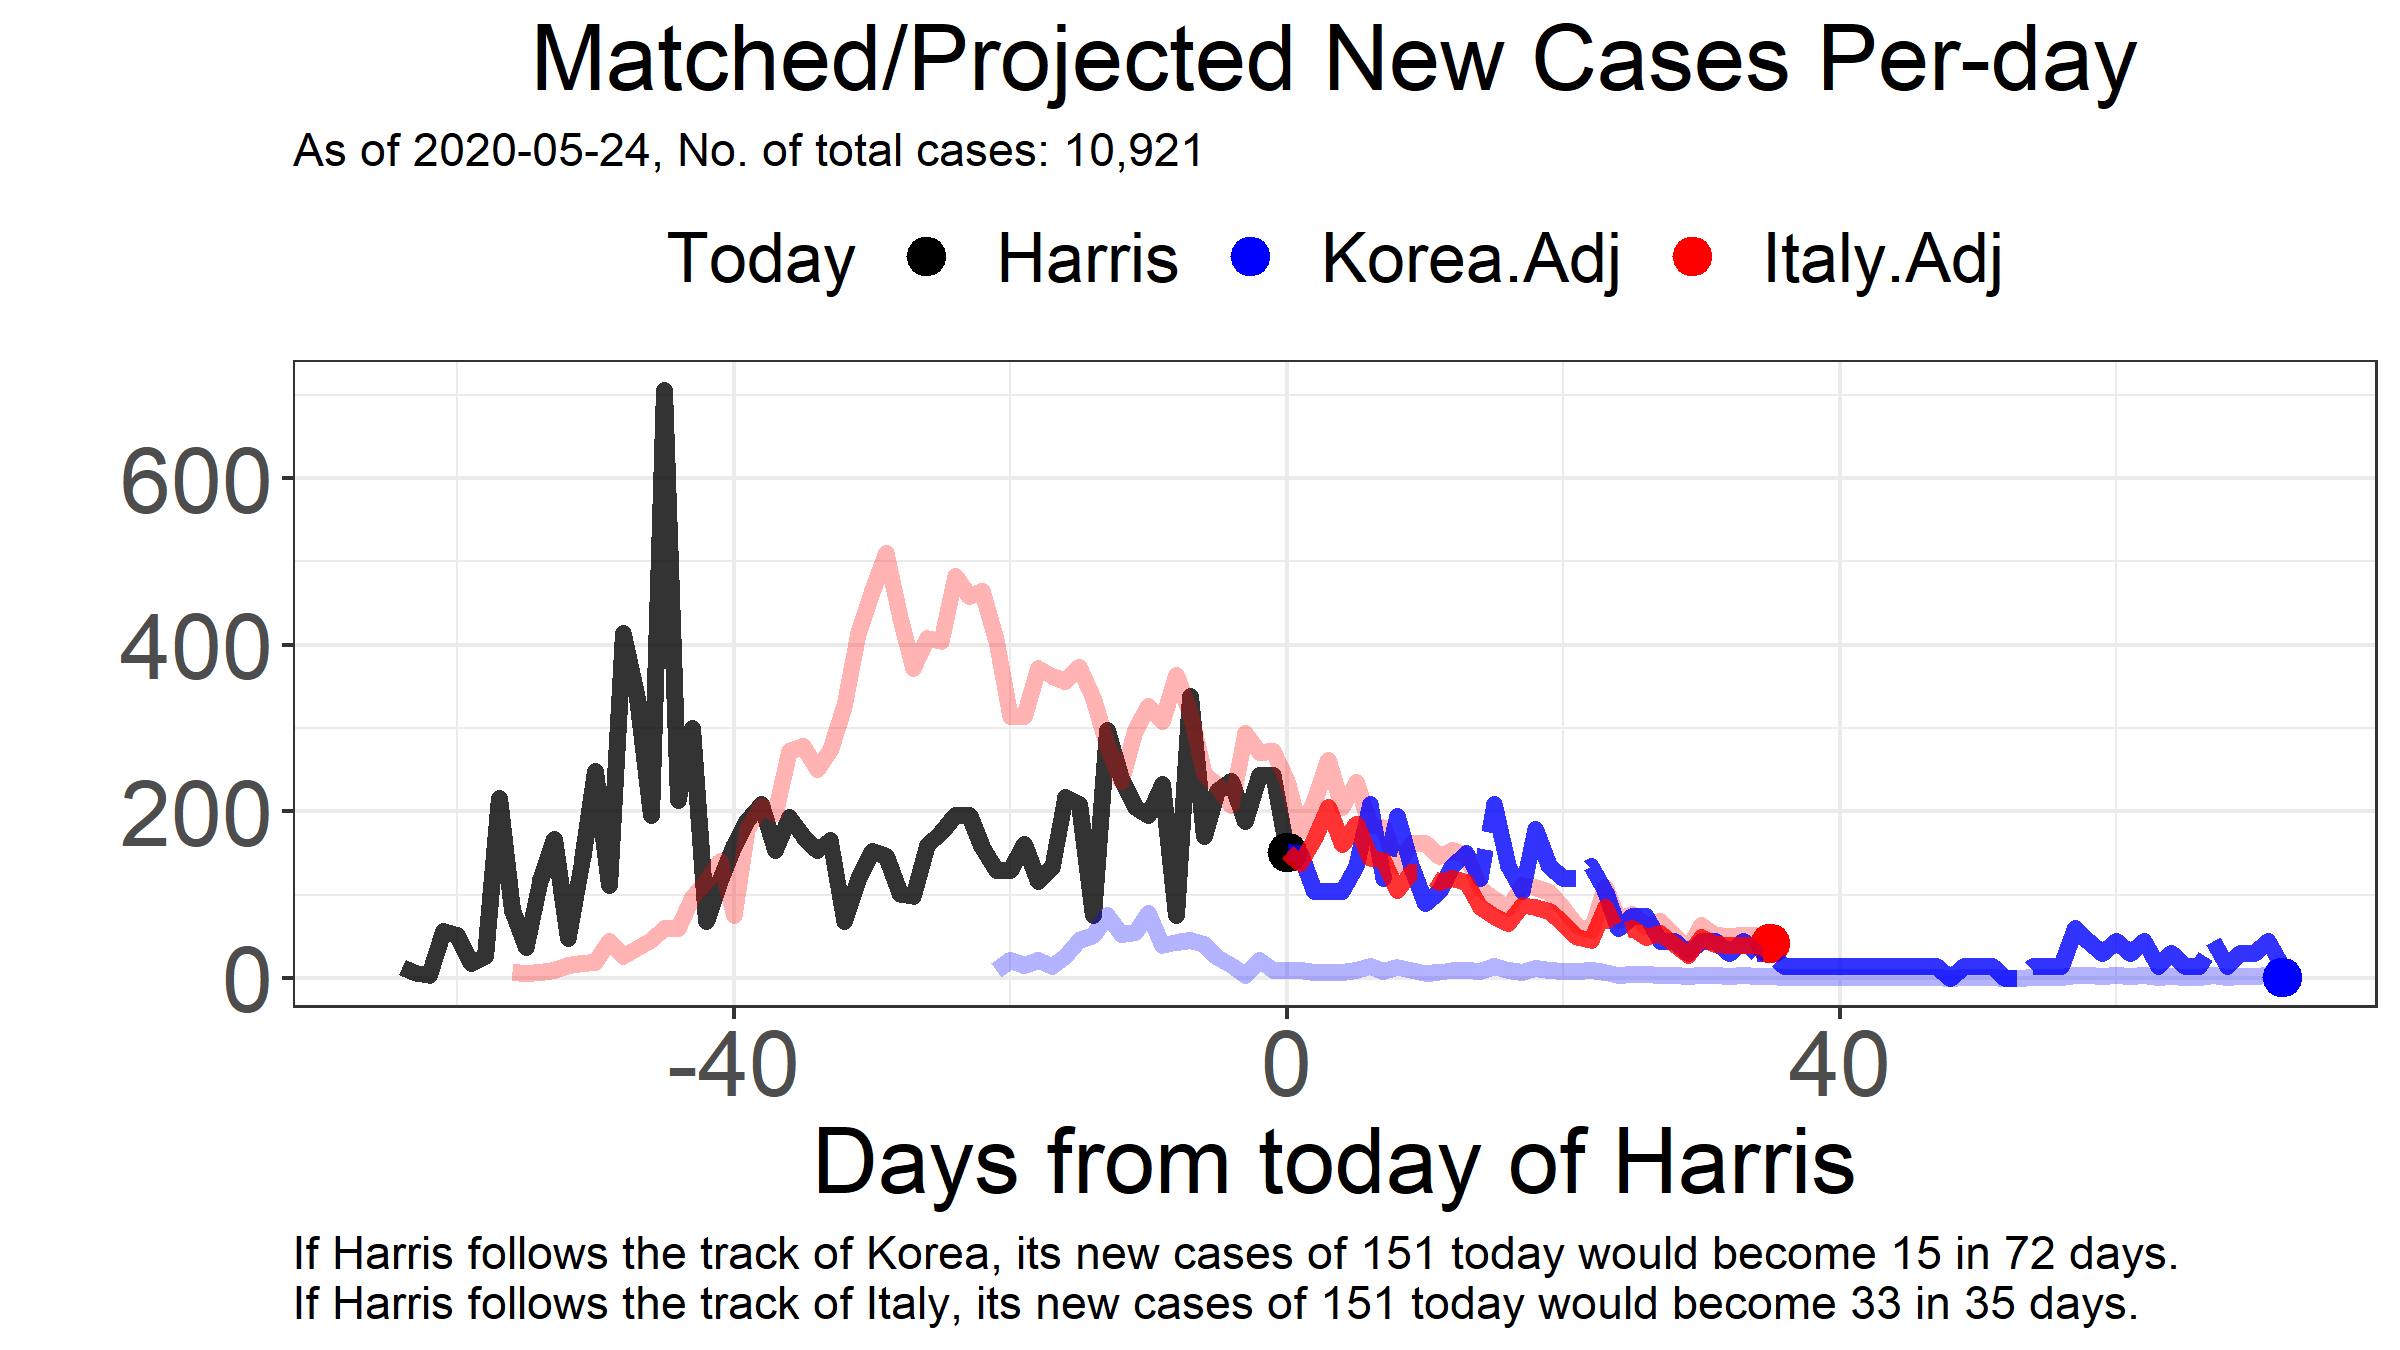 Matched/Projected New Cases Per-day
As of 2020-05-24, No. of total cases: 10,921
Today Harris Korea.Adj Italy.Adj
600
400
200
0
-40 0 40
Days from today of Harris
If Harris follows the track of Korea, its new cases of 151 today would become 15 in 72 days.
If Harris follows the track of Italy, its new cases of 151 today would become 33 in 35 days.